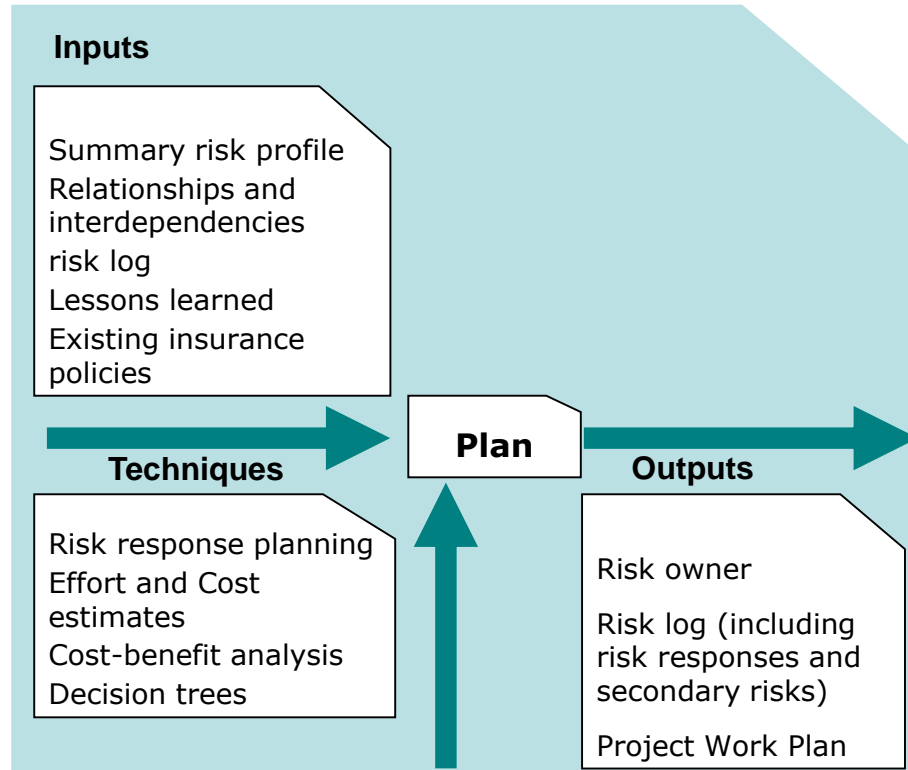 Inputs
Summary risk profile
Relationships and
interdependencies
risk log
Lessons learned
Existing insurance
policies
Plan
Techniques
Outputs
Risk response planning
Effort and Cost
estimates
Cost-benefit analysis
Decision trees
Risk owner
Risk log (including
risk responses and
secondary risks)
Project Work Plan